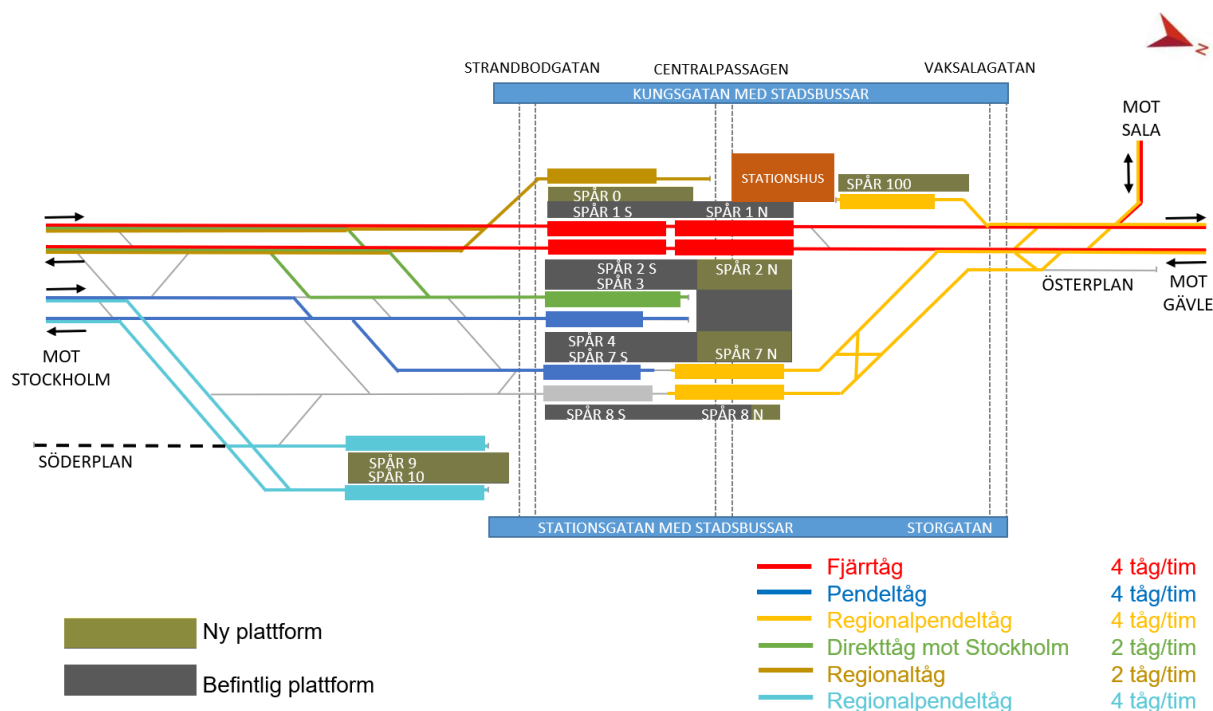 N
STRANDBODGATAN
CENTRALPASSAGEN
VAKSALAGATAN
KUNGSGATAN MED STADSBUSSAR
MOT
SALA
STATIONSHUS
SPÅR 100
SPÅR 0
SPÅR 1 S
SPÅR 1 N
SPÅR 2 S
SPÅR 2 N
SPÅR 3
ÖSTERPLAN
MOT
GÄVLE
MOT
STOCKHOLM
SPÅR 4
SPÅR 7 S
SPÅR 7 N
SPÅR 8 S
SPÅR 8 N
SÖDERPLAN
SPÅR 9
SPÅR 10
STATIONSGATAN MED STADSBUSSAR
STORGATAN
Fjärrtåg 4 tåg/tim
Pendeltåg 4 tåg/tim
Regionalpendeltåg 4 tåg/tim
Direkttåg mot Stockholm 2 tåg/tim
Regionaltåg 2 tåg/tim
Regionalpendeltåg 4 tåg/tim
Ny plattform
Befintlig plattform